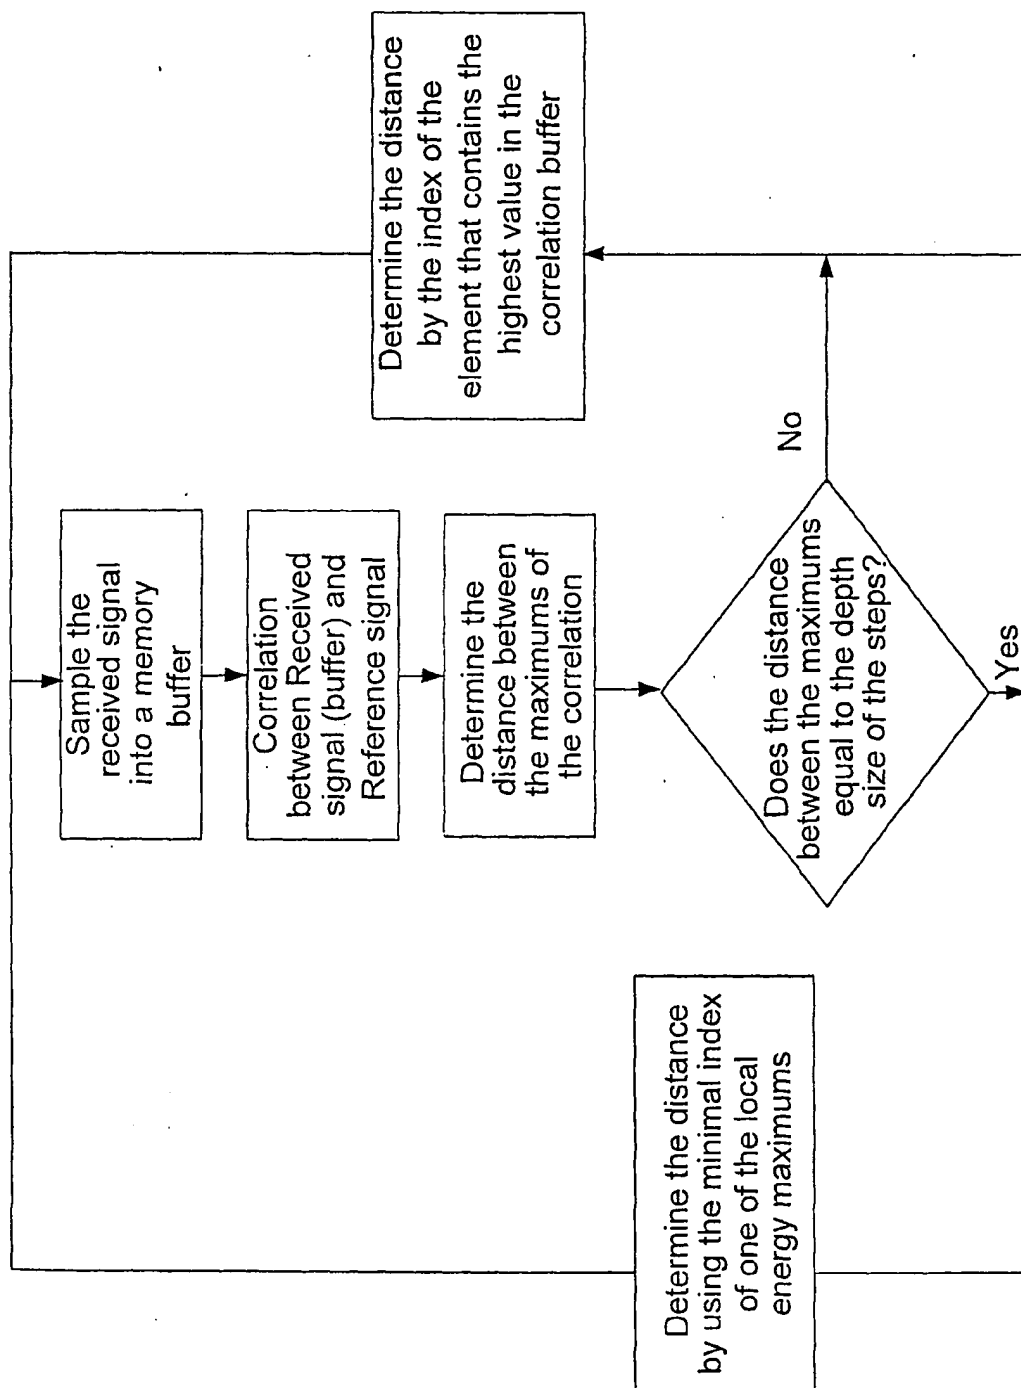 Sample the
received signal
into a memory
buffer
Correlation
between Received
signal (buffer) and
Reference signal
Determine the
distance between
the maximums of
the correlation
Does the distance
between the maximums
equal to the depth
size of the steps?
Yes
No
Determine the distance
by using the minimal index
of one of the local
energy maximums
Determine the distance
by the index of the
element that contains the
highest value in the
correlation buffer